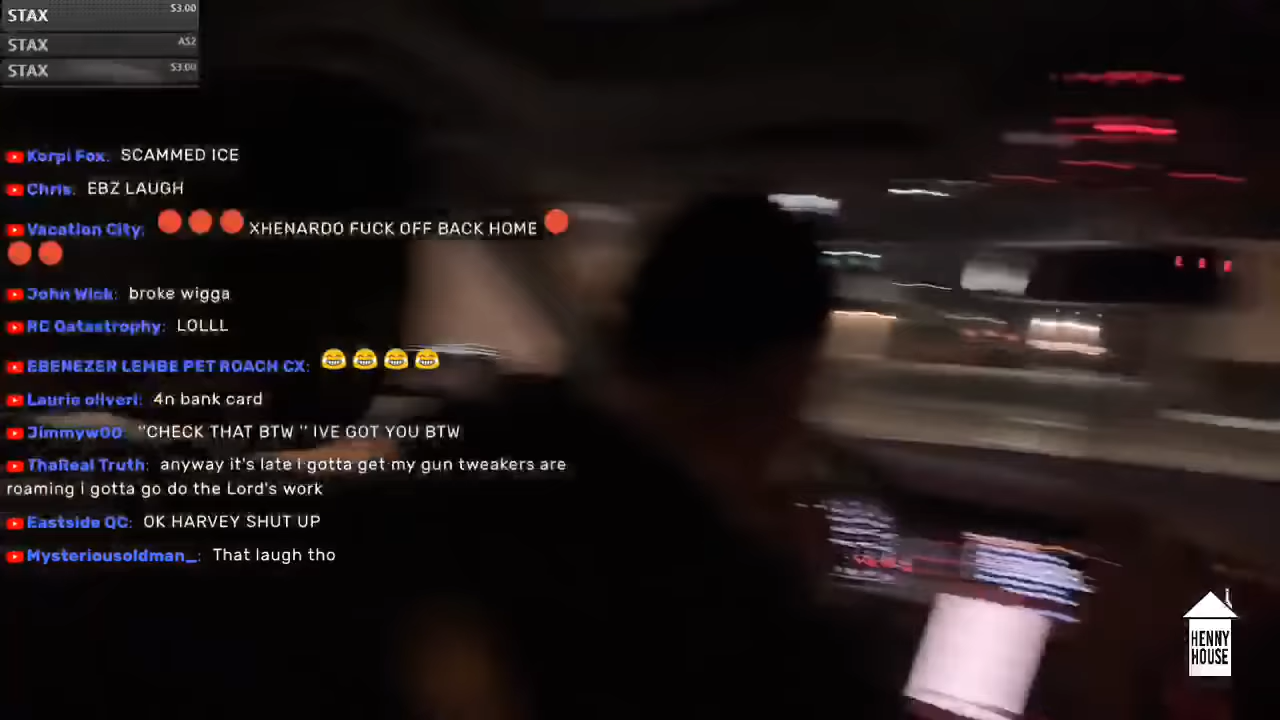 STAX $3.00
STAX A$2
STAX $3.00
Korpi Fox: SCAMMED ICE
Chris: EBZ LAUGH
Vacation City: 🔴 🔴 🔴 XHENARDO FUCK OFF BACK HOME 🔴
🔴 🔴
John Wick: broke wigga
RC Qatastrophy: LOLLL
EBENEZER LEMBE PET ROACH CX: 😂 😂 😂 😂
Laurie oliveri: 4n bank card
Jimmyw00: "CHECK THAT BTW " IVE GOT YOU BTW
ThaReal Truth: anyway it's late I gotta get my gun tweakers are
roaming I gotta go do the Lord's work
Eastside QC: OK HARVEY SHUT UP
Mysteriousoldman_: That laugh tho
HENNY
HOUSE